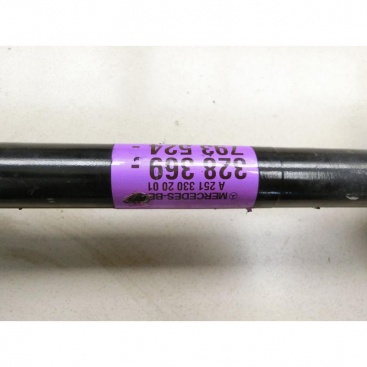 MERCEDES-BE
A 251 330 20 01
328 369
793 524